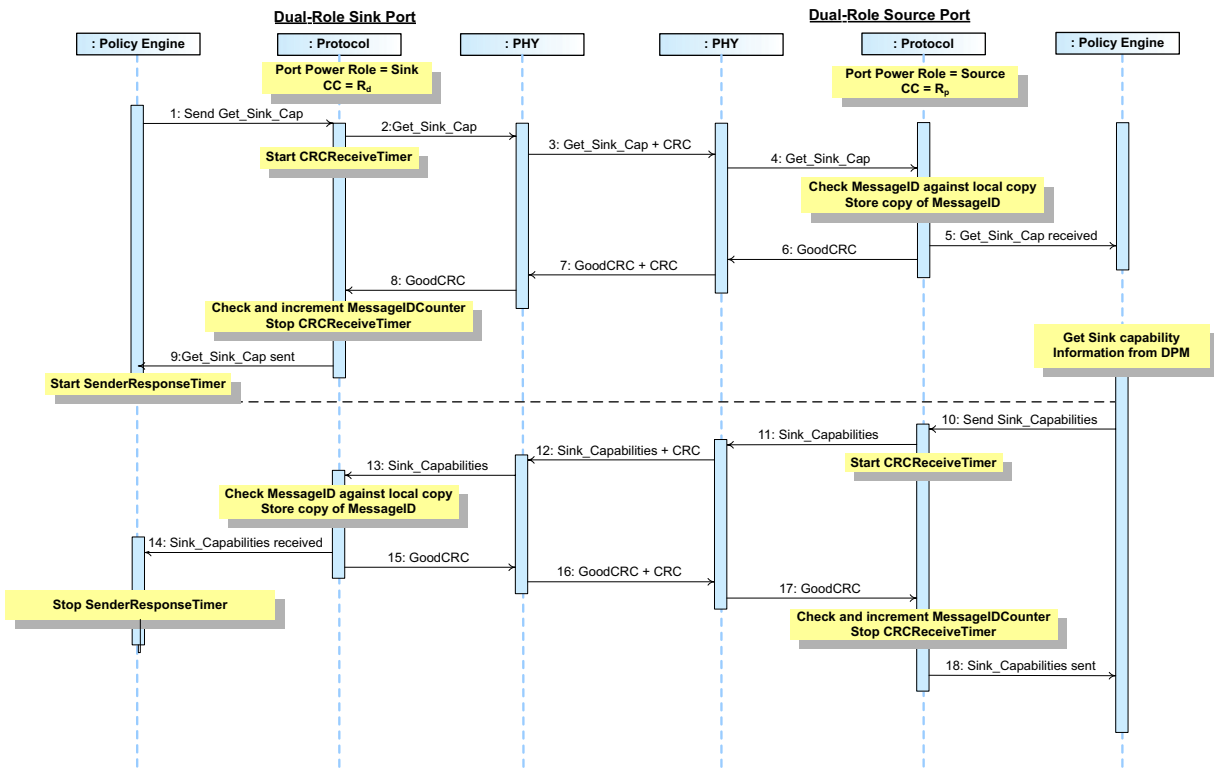 Dual-Role Sink Port
Dual-Role Source Port
: Policy Engine
: Protocol
: PHY
: PHY
: Protocol
: Policy Engine
Port Power Role = Sink
CC = Rd
Port Power Role = Source
CC = Rp
1: Send Get_Sink_Cap
2:Get_Sink_Cap
Start CRCReceiveTimer
3: Get_Sink_Cap + CRC
4: Get_Sink_Cap
Check MessageID against local copy
Store copy of MessageID
5: Get_Sink_Cap received
6: GoodCRC
7: GoodCRC + CRC
8: GoodCRC
Check and increment MessageIDCounter
Stop CRCReceiveTimer
Get Sink capability
Information from DPM
9:Get_Sink_Cap sent
Start SenderResponseTimer
10: Send Sink_Capabilities
11: Sink_Capabilities
Start CRCReceiveTimer
12: Sink_Capabilities + CRC
13: Sink_Capabilities
Check MessageID against local copy
Store copy of MessageID
14: Sink_Capabilities received
15: GoodCRC
16: GoodCRC + CRC
17: GoodCRC
Stop SenderResponseTimer
Check and increment MessageIDCounter
Stop CRCReceiveTimer
18: Sink_Capabilities sent